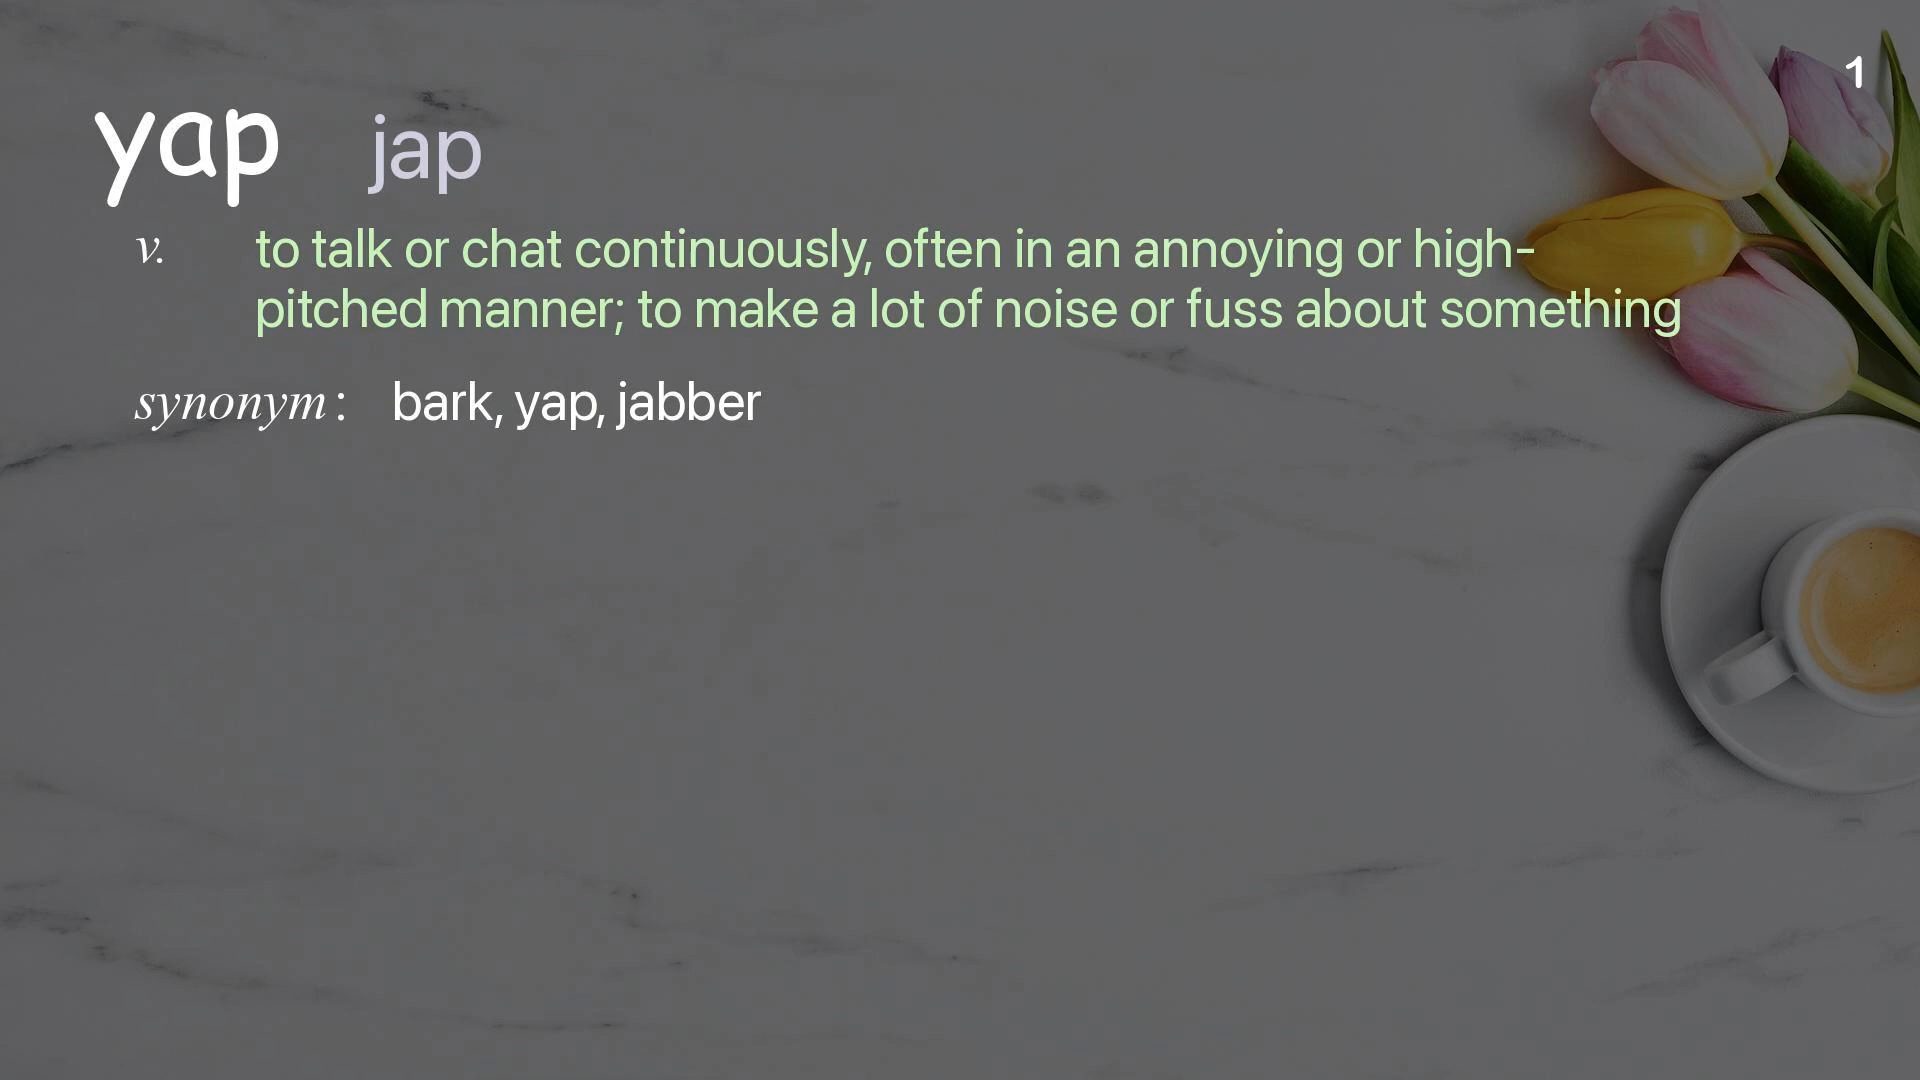 1
yap jap
v. to talk or chat continuously, often in an annoying or high-
pitched manner; to make a lot of noise or fuss about something
synonym : bark, yap, jabber